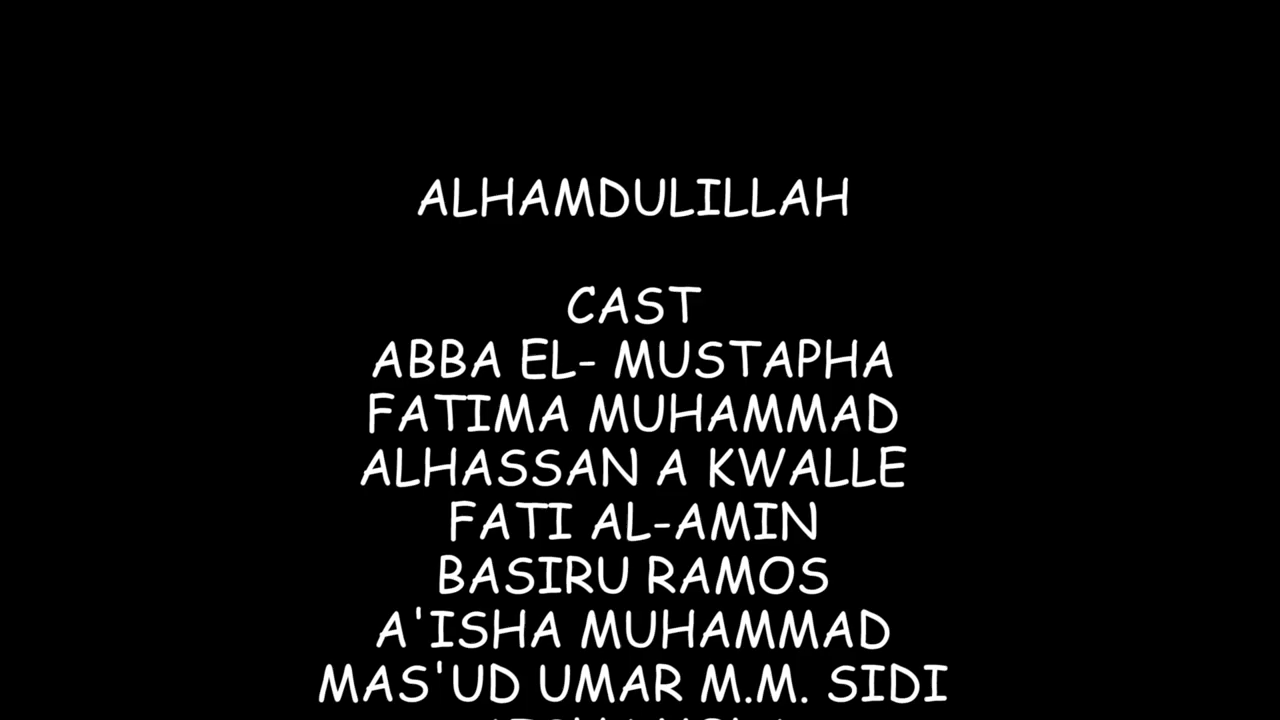 ALHAMDULILLAH
CAST
ABBA EL- MUSTAPHA
FATIMA MUHAMMAD
ALHASSAN A KWALLE
FATI AL-AMIN
BASIRU RAMOS
A'ISHA MUHAMMAD
MAS'UD UMAR M.M. SIDI